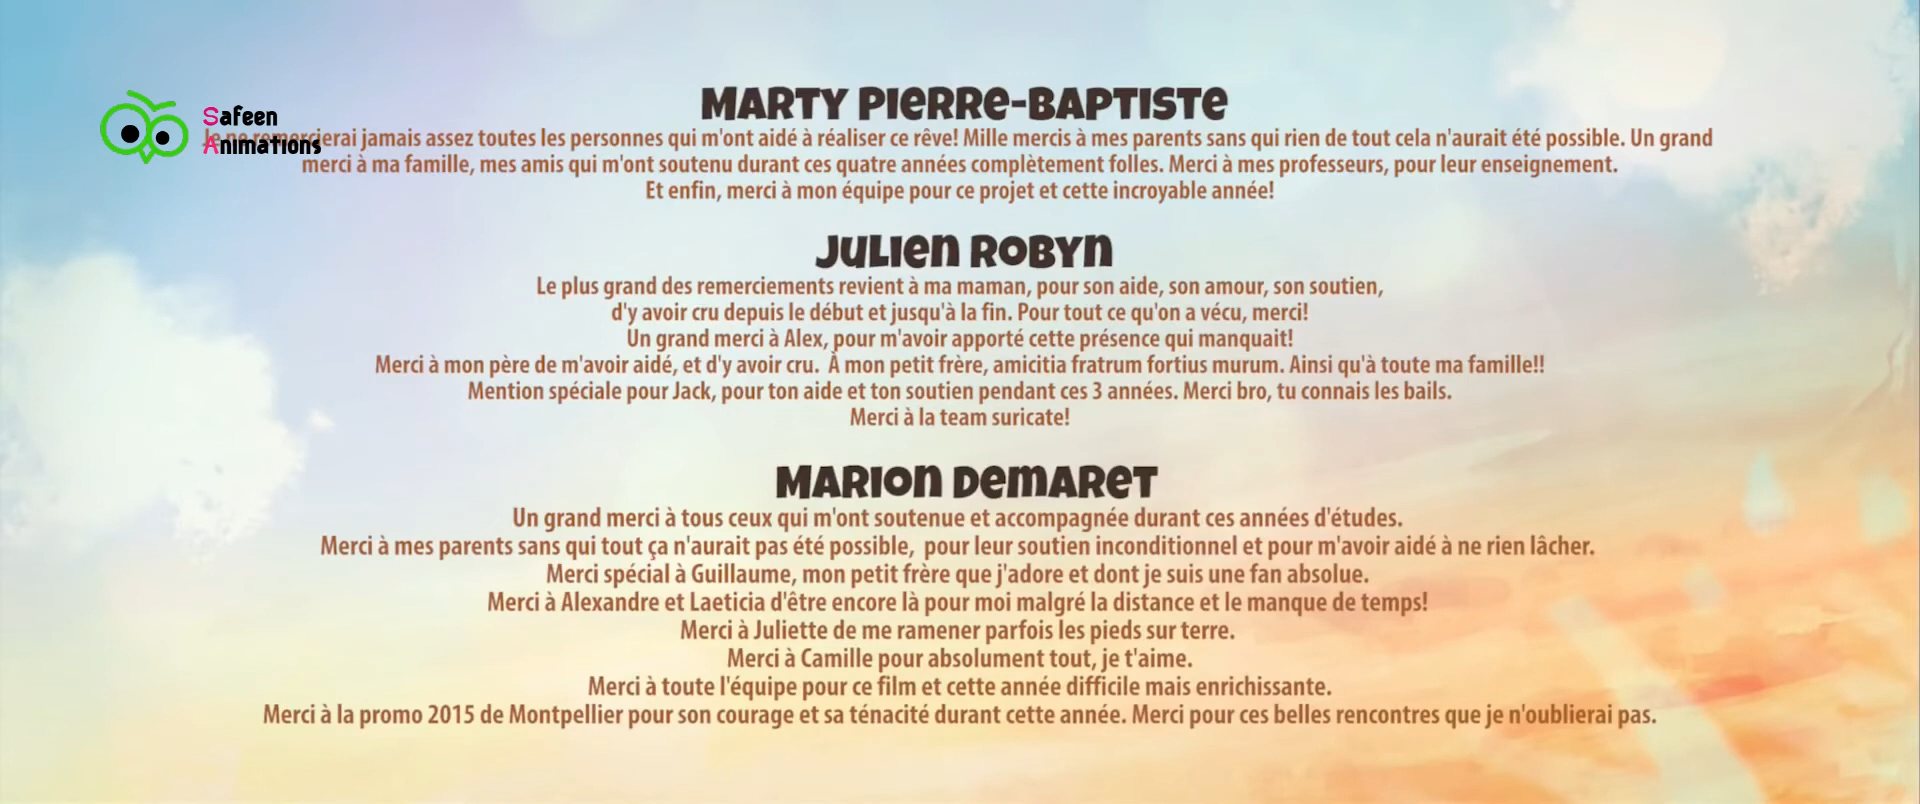 MARTY PIERRE-BAPTISTE
Safeen
Je ne remercierai jamais assez toutes les personnes qui m'ont aidé à réaliser ce rêve! Mille mercis à mes parents sans qui rien de tout cela n'aurait été possible. Un grand
Animations
merci à ma famille, mes amis qui m'ont soutenu durant ces quatre années complètement folles. Merci à mes professeurs, pour leur enseignement.
Et enfin, merci à mon équipe pour ce projet et cette incroyable année!
JULIEN ROBYN
Le plus grand des remerciements revient à ma maman, pour son aide, son amour, son soutien,
d'y avoir cru depuis le début et jusqu'à la fin. Pour tout ce qu'on a vécu, merci!
Un grand merci à Alex, pour m'avoir apporté cette présence qui manquait!
Merci à mon père de m'avoir aidé, et d'y avoir cru.  À mon petit frère, amicitia fratrum fortius murum. Ainsi qu'à toute ma famille!!
Mention spéciale pour Jack, pour ton aide et ton soutien pendant ces 3 années. Merci bro, tu connais les bails.
Merci à la team suricate!
MARION DEMARET
Un grand merci à tous ceux qui m'ont soutenue et accompagnée durant ces années d'études.
Merci à mes parents sans qui tout ça n'aurait pas été possible,  pour leur soutien inconditionnel et pour m'avoir aidé à ne rien lâcher.
Merci spécial à Guillaume, mon petit frère que j'adore et dont je suis une fan absolue.
Merci à Alexandre et Laeticia d'être encore là pour moi malgré la distance et le manque de temps!
Merci à Juliette de me ramener parfois les pieds sur terre.
Merci à Camille pour absolument tout, je t'aime.
Merci à toute l'équipe pour ce film et cette année difficile mais enrichissante.
Merci à la promo 2015 de Montpellier pour son courage et sa ténacité durant cette année. Merci pour ces belles rencontres que je n'oublierai pas.